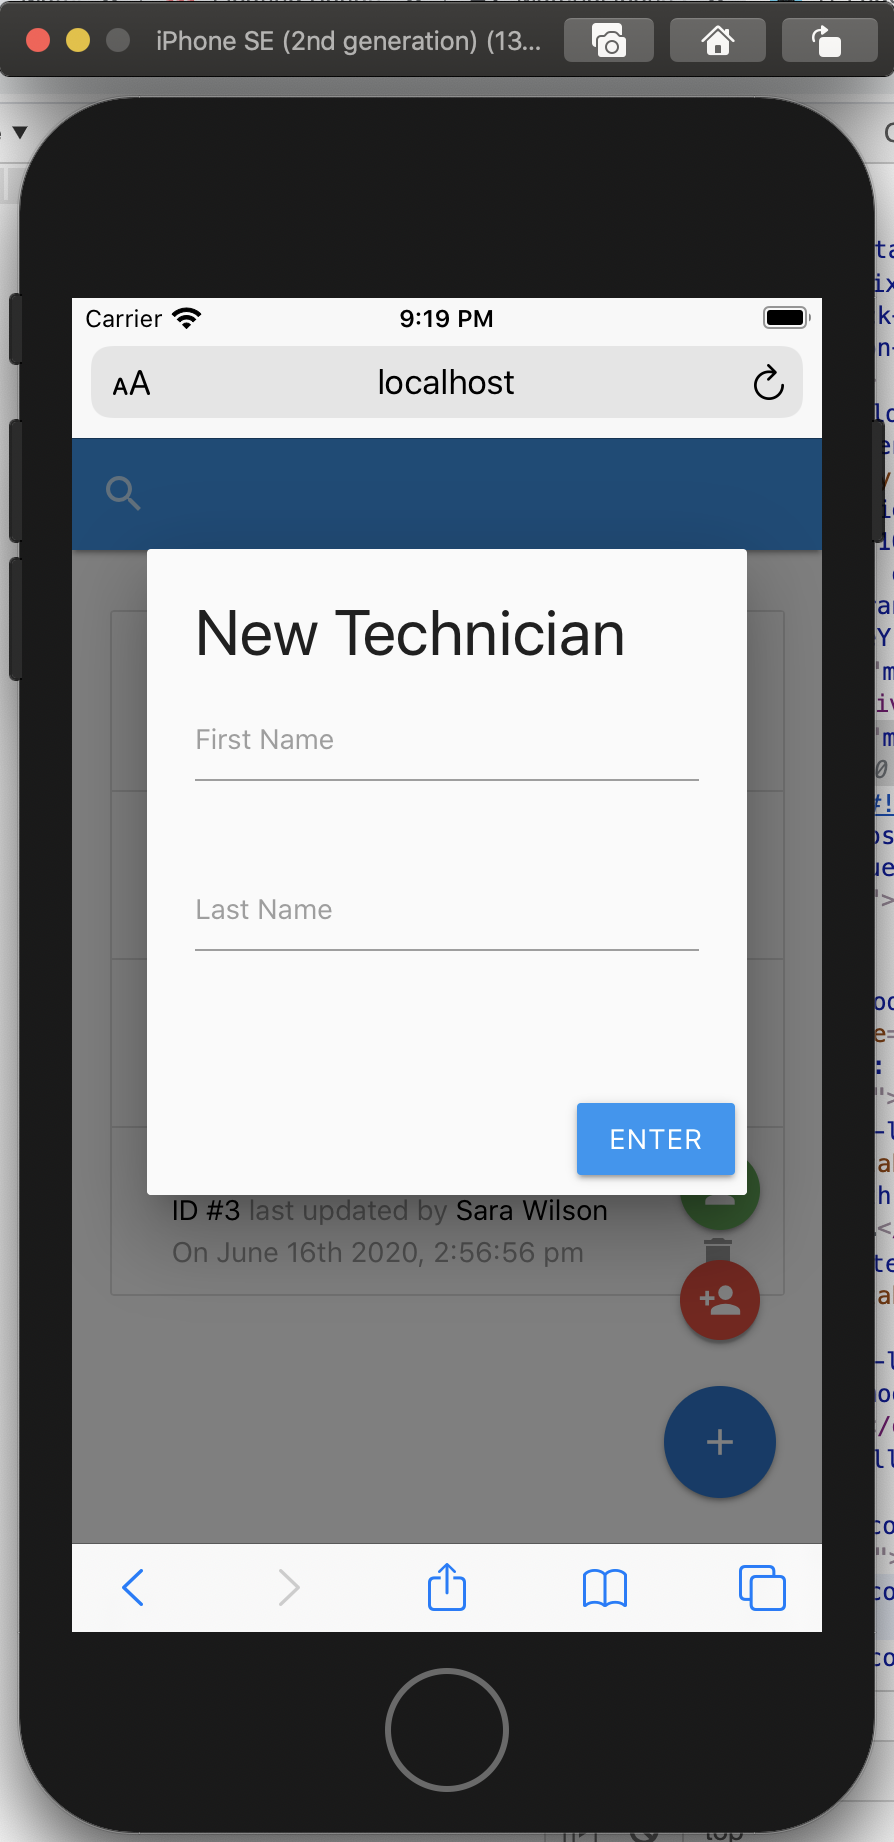 iPhone SE (2nd generation) (13...
Carrier 9:19 PM
AA localhost
New Technician
First Name
Last Name
ENTER
ID #3 last updated by Sara Wilson
On June 16th 2020, 2:56:56 pm